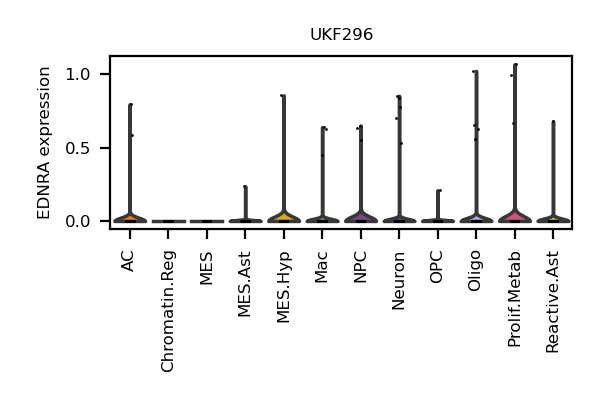 UKF296
EDNRA expression
1.0
0.5
0.0
AC
Chromatin.Reg
MES
MES.Ast
MES.Hyp
Mac
NPC
Neuron
OPC
Oligo
Prolif.Metab
Reactive.Ast